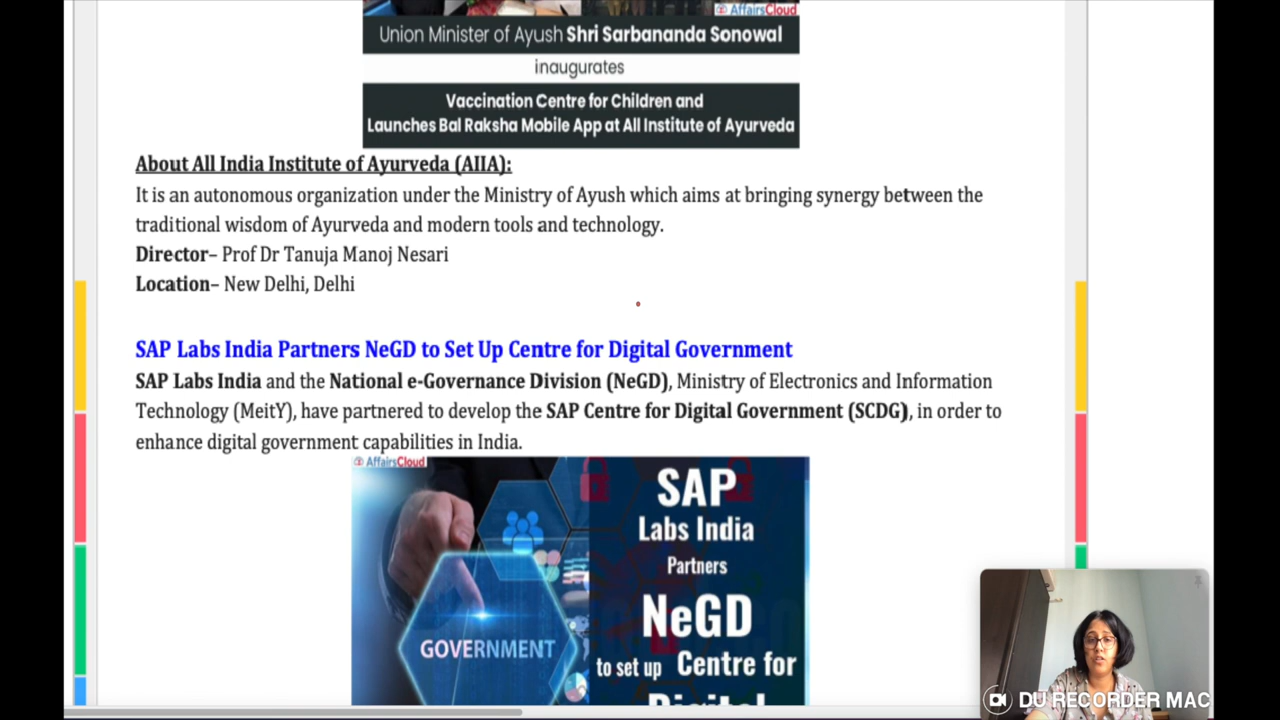 AffairsCloud
Union Minister of Ayush Shri Sarbananda Sonowal
inaugurates
Vaccination Centre for Children and
Launches Bal Raksha Mobile App at All Institute of Ayurveda
About All India Institute of Ayurveda (AIIA):
It is an autonomous organization under the Ministry of Ayush which aims at bringing synergy between the
traditional wisdom of Ayurveda and modern tools and technology.
Director– Prof Dr Tanuja Manoj Nesari
Location– New Delhi, Delhi
SAP Labs India Partners NeGD to Set Up Centre for Digital Government
SAP Labs India and the National e-Governance Division (NeGD), Ministry of Electronics and Information
Technology (MeitY), have partnered to develop the SAP Centre for Digital Government (SCDG), in order to
enhance digital government capabilities in India.
AffairsCloud
SAP
Labs India
Partners
NeGD
to set up Centre for
Digital
GOVERNMENT
DU RECORDER MAC